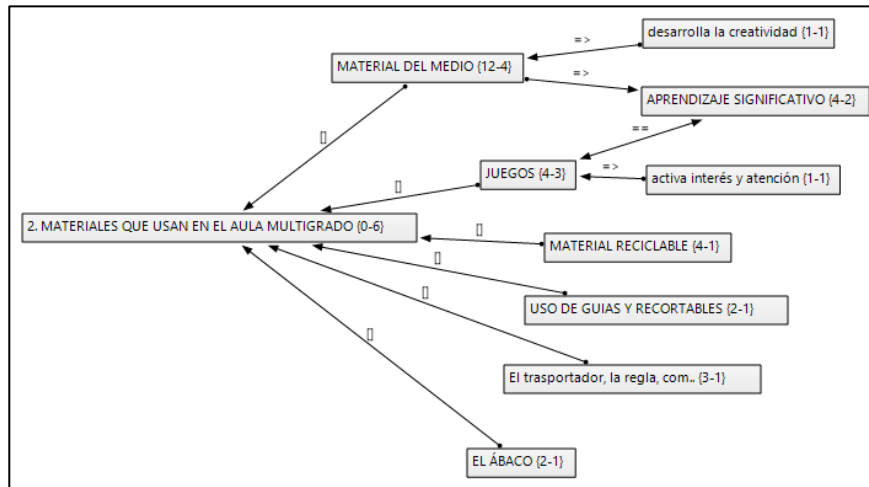 desarrolla la creatividad {1-1}
=>
MATERIAL DEL MEDIO {12-4}
=>
APRENDIZAJE SIGNIFICATIVO {4-2}
[]
==
JUEGOS {4-3}
=>
activa interés y atención {1-1}
[]
2. MATERIALES QUE USAN EN EL AULA MULTIGRADO {0-6}
[]
MATERIAL RECICLABLE {4-1}
[]
USO DE GUIAS Y RECORTABLES {2-1}
[]
El trasportador, la regla, com.. {3-1}
[]
EL ÁBACO {2-1}